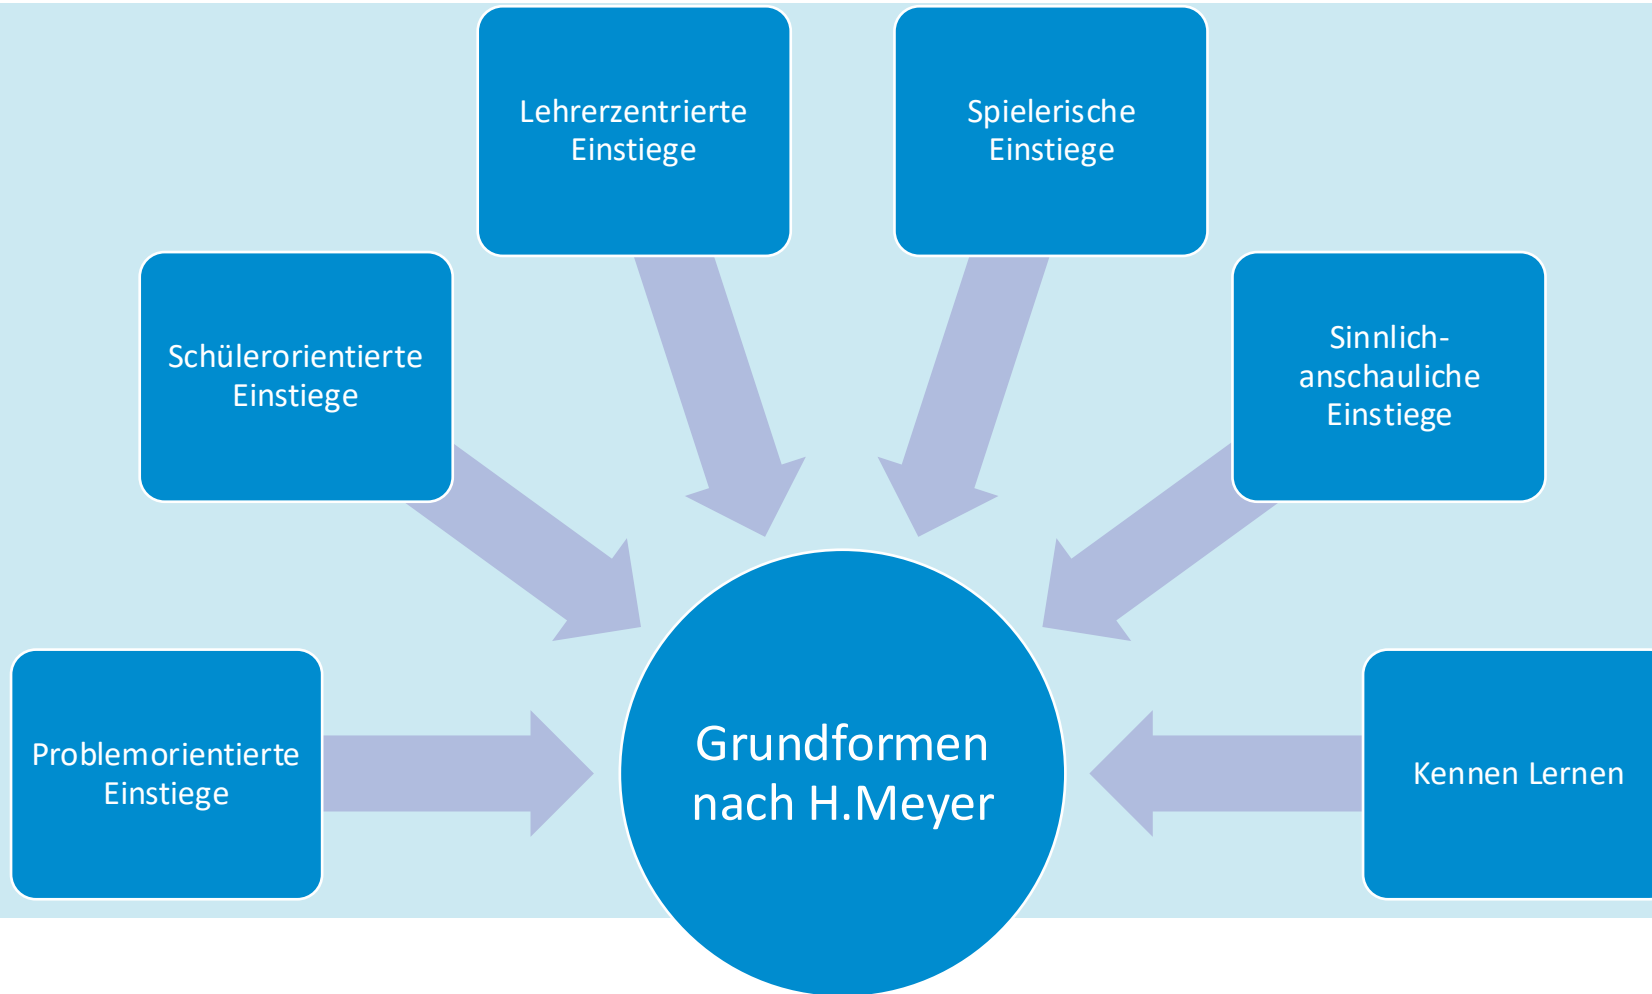 Lehrerzentrierte
Einstiege
Spielerische
Einstiege
Schülerorientierte
Einstiege
Sinnlich-
anschauliche
Einstiege
Problemorientierte
Einstiege
Grundformen
nach H.Meyer
Kennen Lernen